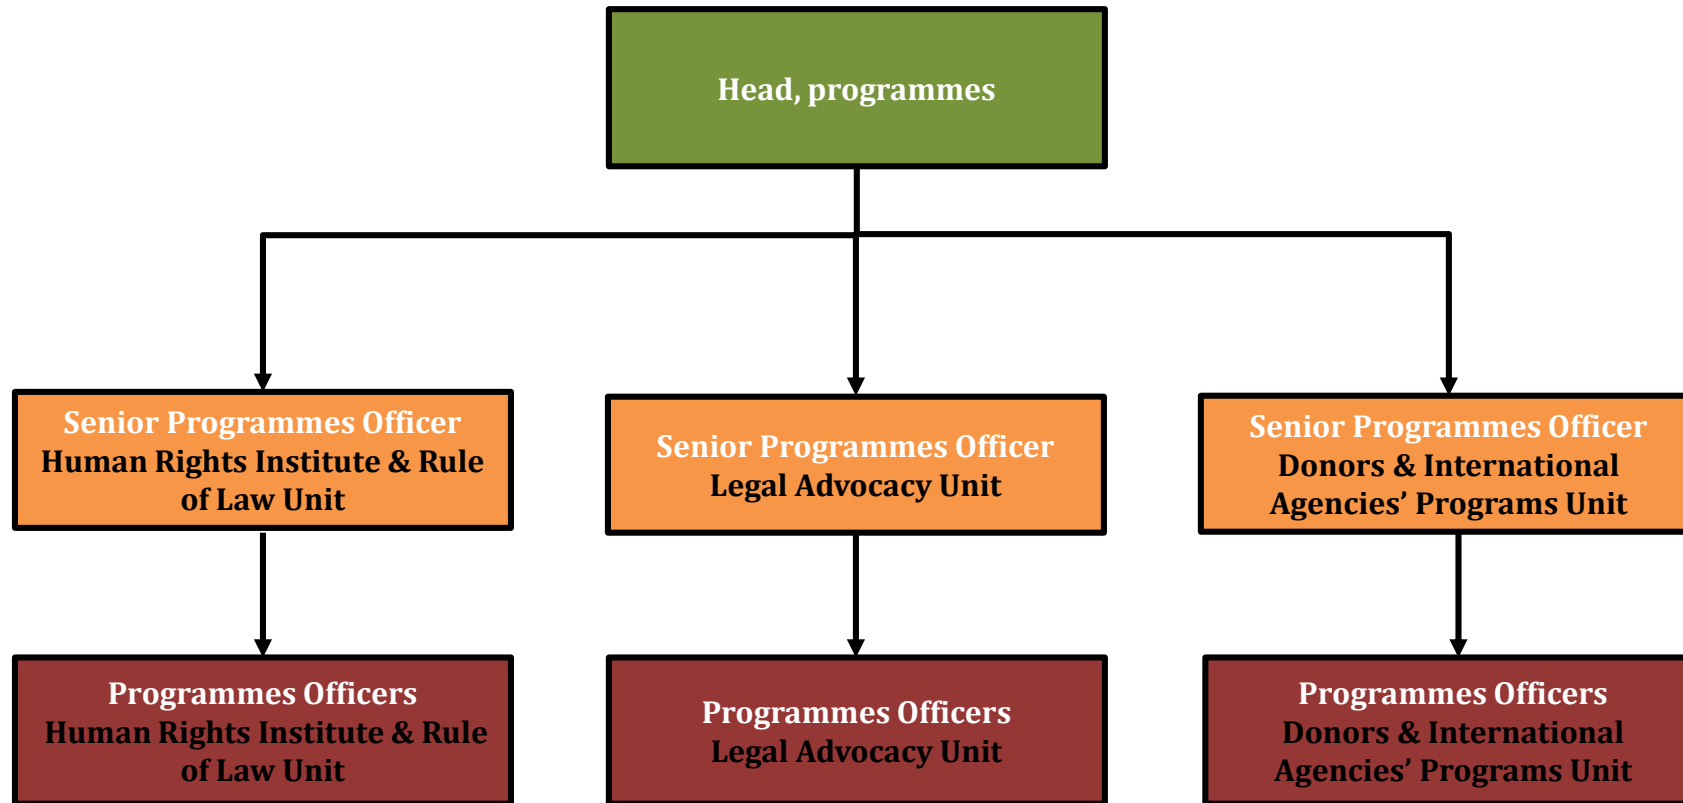 Head, programmes
Senior Programmes Officer
Human Rights Institute & Rule
of Law Unit
Senior Programmes Officer
Legal Advocacy Unit
Senior Programmes Officer
Donors & International
Agencies’ Programs Unit
Programmes Officers
Human Rights Institute & Rule
of Law Unit
Programmes Officers
Legal Advocacy Unit
Programmes Officers
Donors & International
Agencies’ Programs Unit